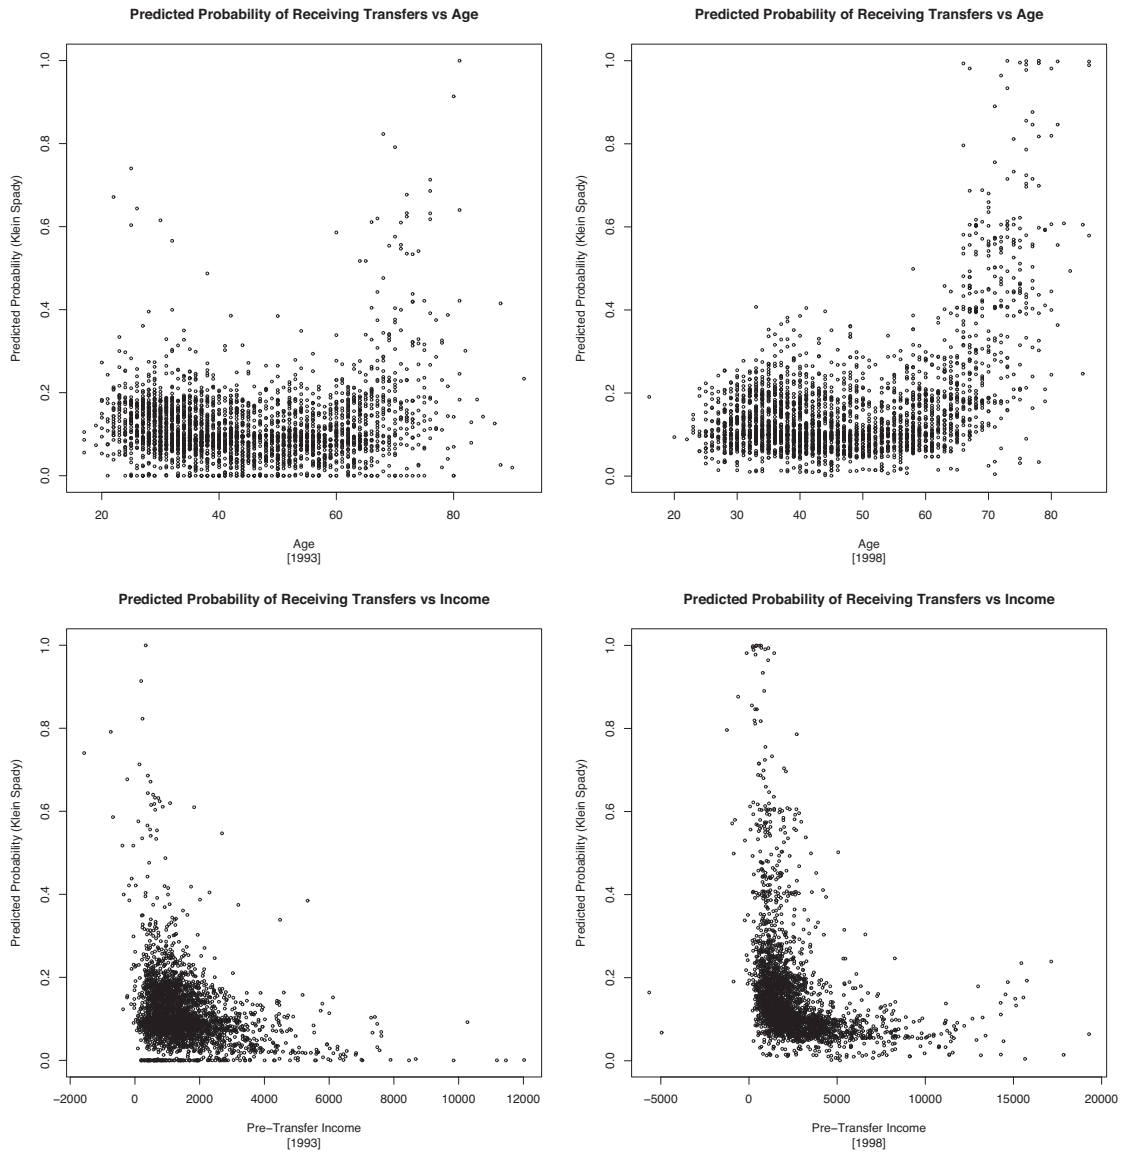 Predicted Probability of Receiving Transfers vs Age
Predicted Probability (Klein Spady)
1.0
0.8
0.6
0.4
0.2
0.0
20 40 60 80
Age
[1993]
Predicted Probability of Receiving Transfers vs Age
Predicted Probability (Klein Spady)
1.0
0.8
0.6
0.4
0.2
0.0
20 30 40 50 60 70 80
Age
[1998]
Predicted Probability of Receiving Transfers vs Income
Predicted Probability (Klein Spady)
1.0
0.8
0.6
0.4
0.2
0.0
−2000 0 2000 4000 6000 8000 10000 12000
Pre−Transfer Income
[1993]
Predicted Probability of Receiving Transfers vs Income
Predicted Probability (Klein Spady)
1.0
0.8
0.6
0.4
0.2
0.0
−5000 0 5000 10000 15000 20000
Pre−Transfer Income
[1998]